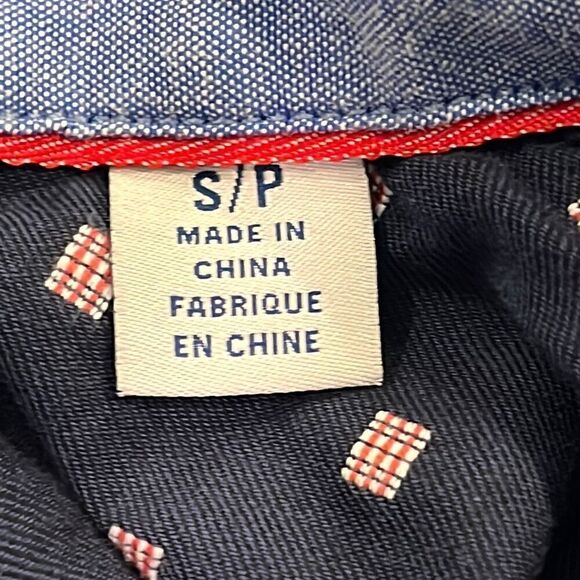 S/P
MADE IN
CHINA
FABRIQUE
EN CHINE